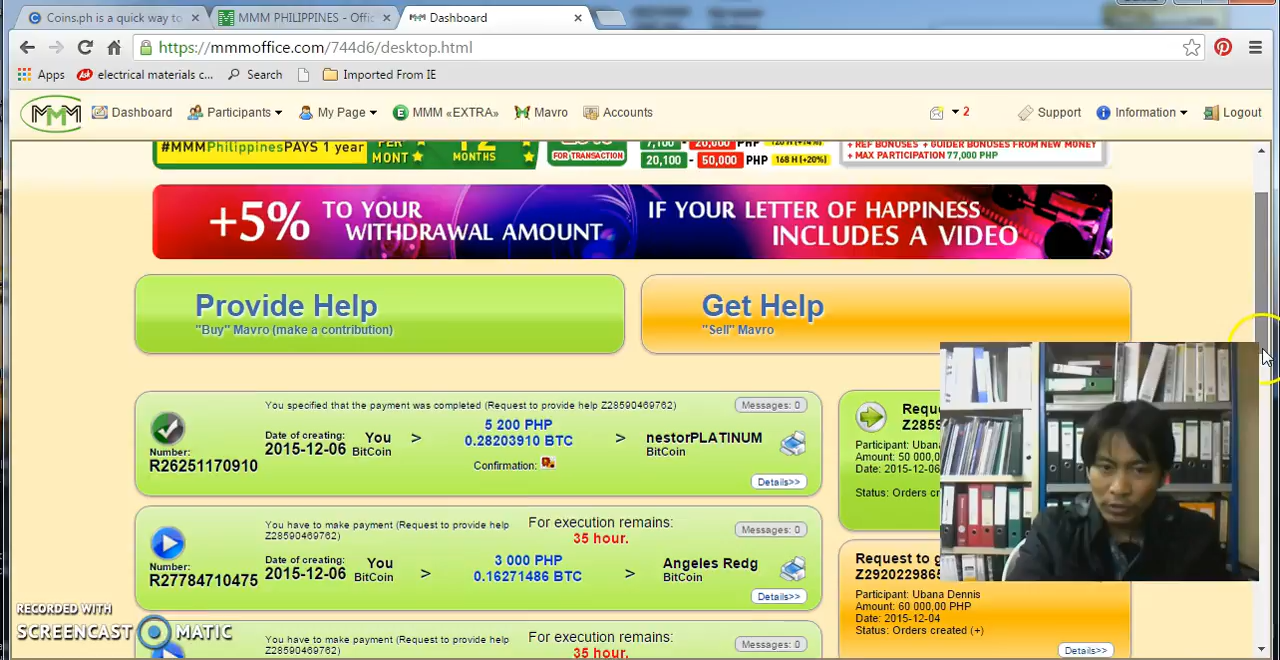 Coins.ph is a quick way to
MMM PHILIPPINES - Offic
Dashboard
https://mmmoffice.com/744d6/desktop.html
Apps
electrical materials c...
Search
Imported From IE
MMM
Dashboard
Participants
My Page
MMM «EXTRA»
Mavro
Accounts
2
Support
Information
Logout
#MMMPhilippinesPAYS 1 year
PER
MONT
12
MONTHS
FOR TRANSACTION
20,100 - 50,000 PHP
168 H (+20%)
+ REF BONUSES + GUIDER BONUSES FROM NEW MONEY
+ MAX PARTICIPATION 77,000 PHP
+5% TO YOUR
WITHDRAWAL AMOUNT
IF YOUR LETTER OF HAPPINESS
INCLUDES A VIDEO
Provide Help
"Buy" Mavro (make a contribution)
Get Help
"Sell" Mavro
You specified that the payment was completed (Request to provide help Z28590469762)
Messages: 0
Number:
R26251170910
Date of creating:
2015-12-06
You
BitCoin
>
5 200 PHP
0.28203910 BTC
>
nestorPLATINUM
BitCoin
Confirmation:
Details>>
You have to make payment (Request to provide help
Z28590469762)
For execution remains:
35 hour.
Messages: 0
Number:
R27784710475
Date of creating:
2015-12-06
You
BitCoin
>
3 000 PHP
0.16271486 BTC
>
Angeles Redg
BitCoin
Details>>
You have to make payment (Request to provide help
Z28590469762)
For execution remains:
35 hour.
Messages: 0
Participant: Ubana
Amount: 50 000,0
Date: 2015-12-06
Status: Orders cr
Request to g
Z2920229865
Participant: Ubana Dennis
Amount: 60 000,00 PHP
Date: 2015-12-04
Status: Orders created (+)
Details>>
RECORDED WITH
SCREENCAST MATIC